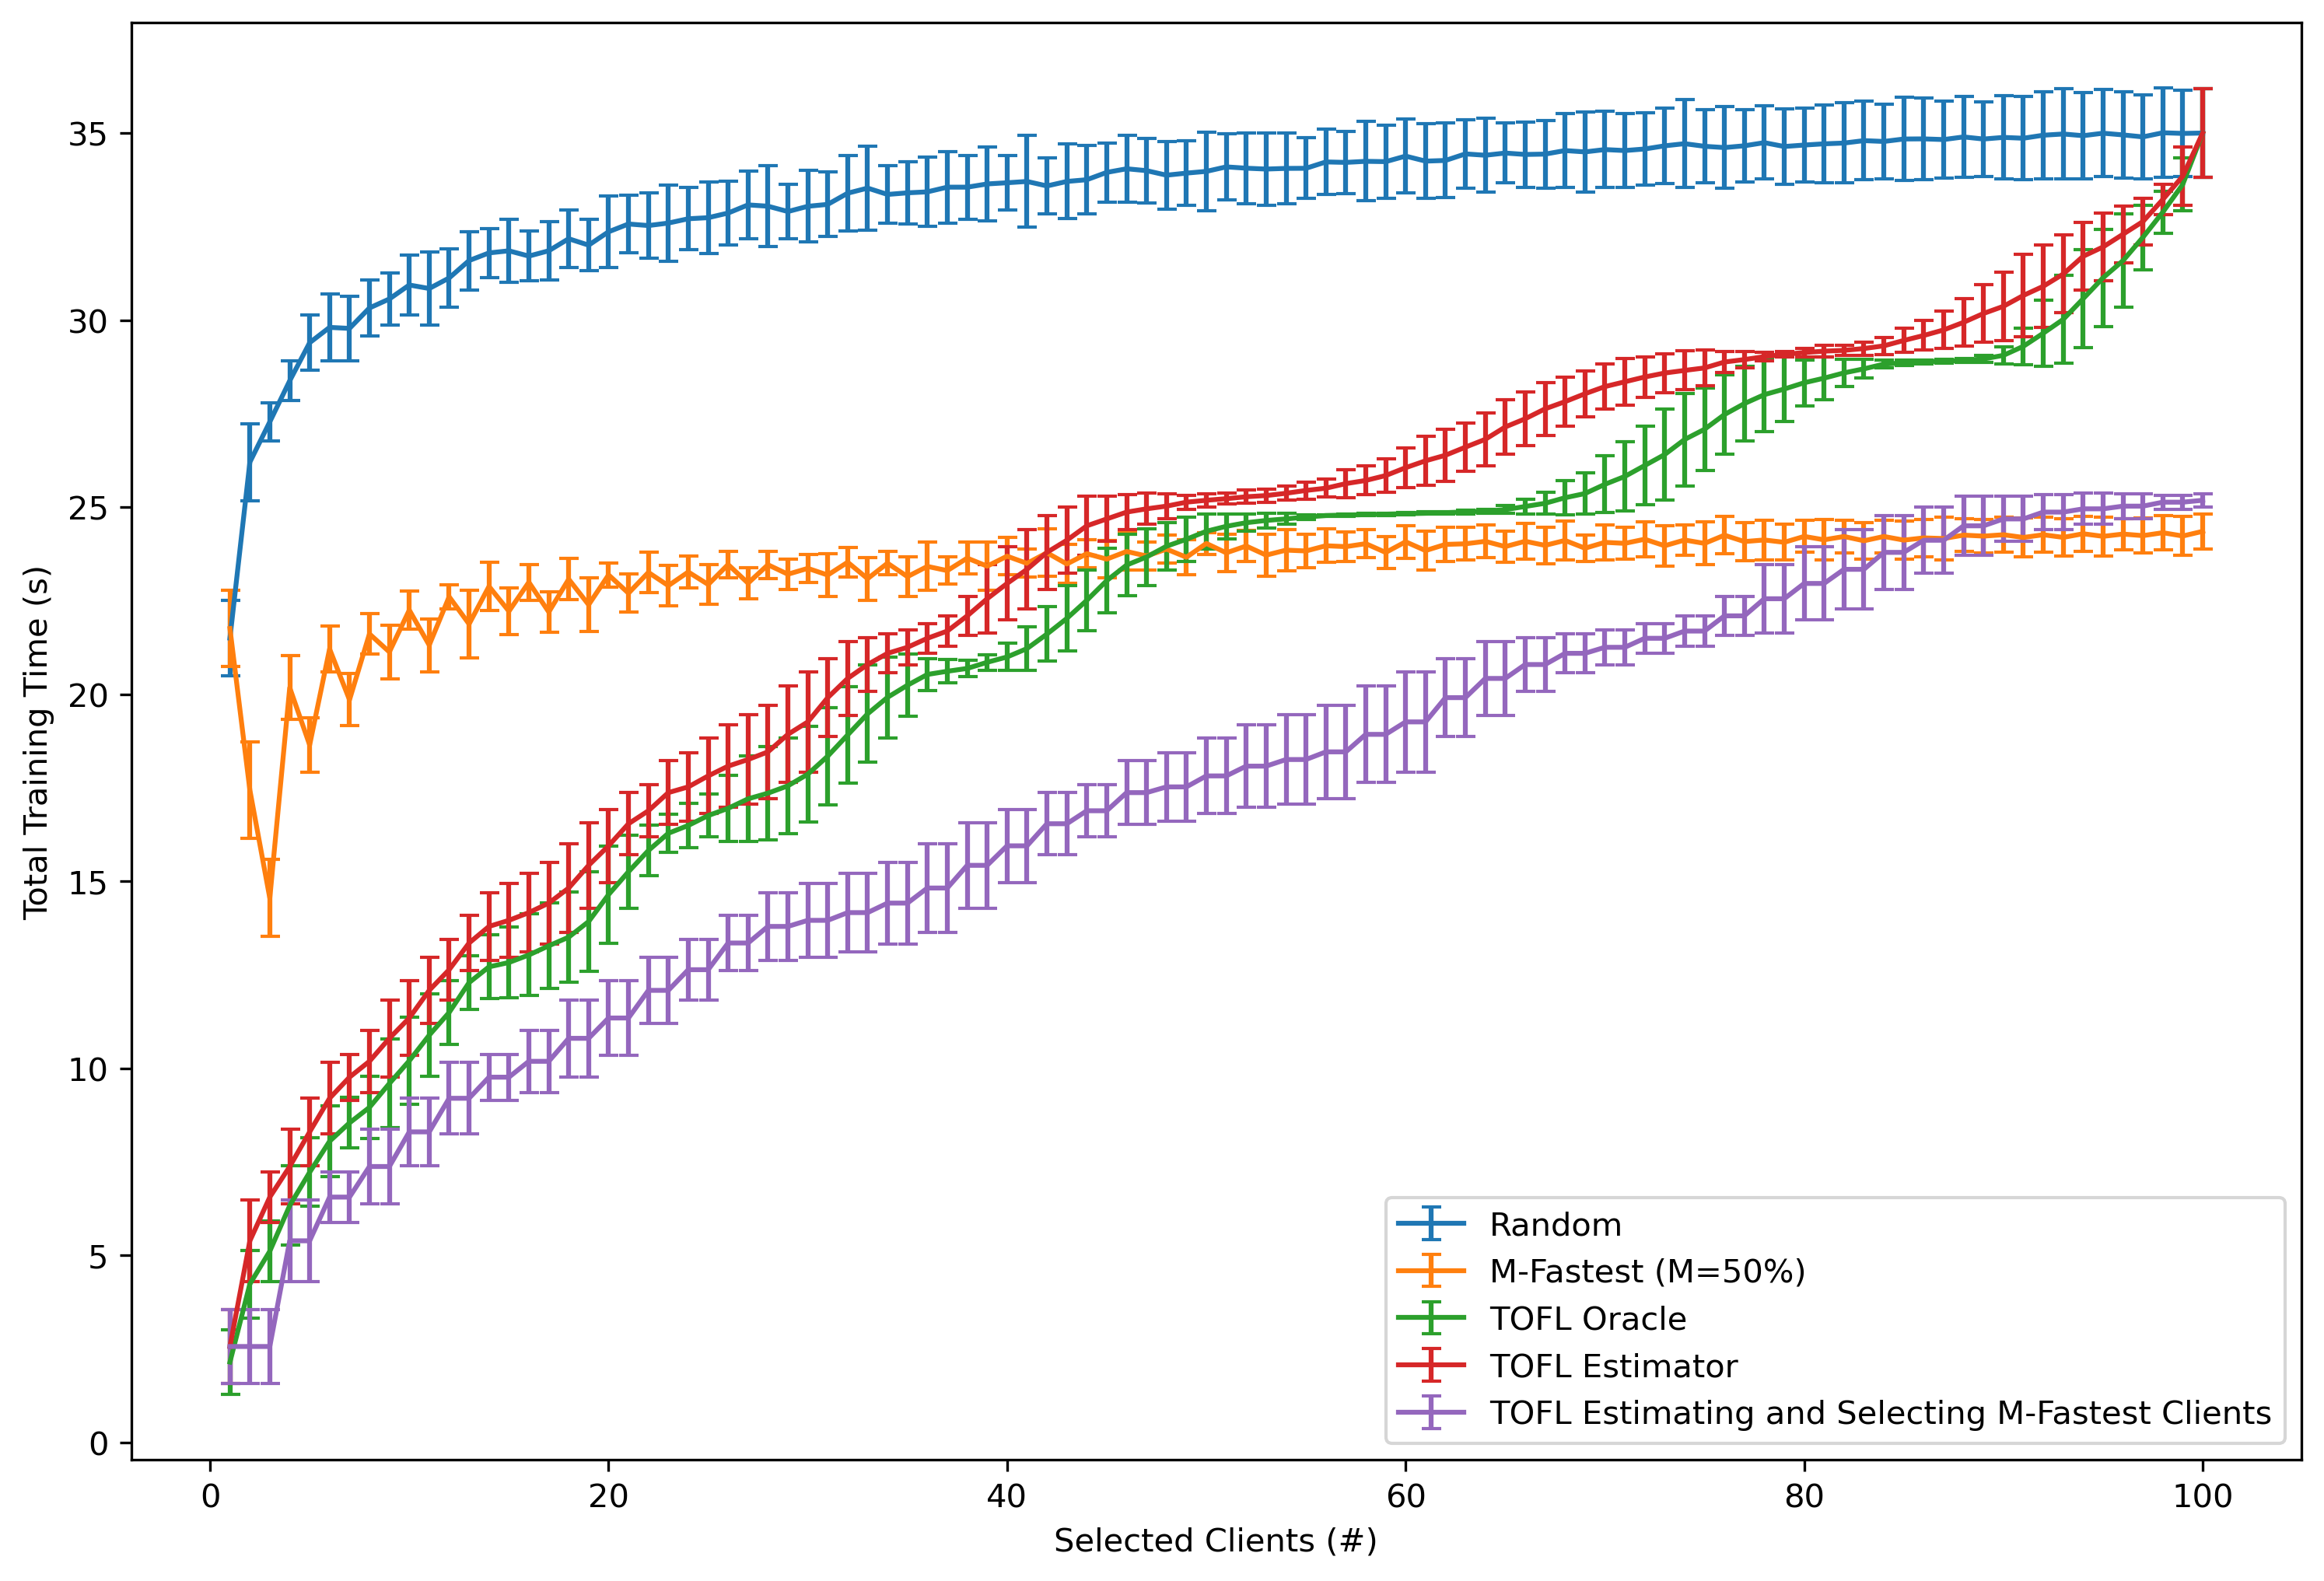 35
30
25
20
15
10
5
0
Total Training Time (s)
0 20 40 60 80 100
Selected Clients (#)
Random
M-Fastest (M=50%)
TOFL Oracle
TOFL Estimator
TOFL Estimating and Selecting M-Fastest Clients